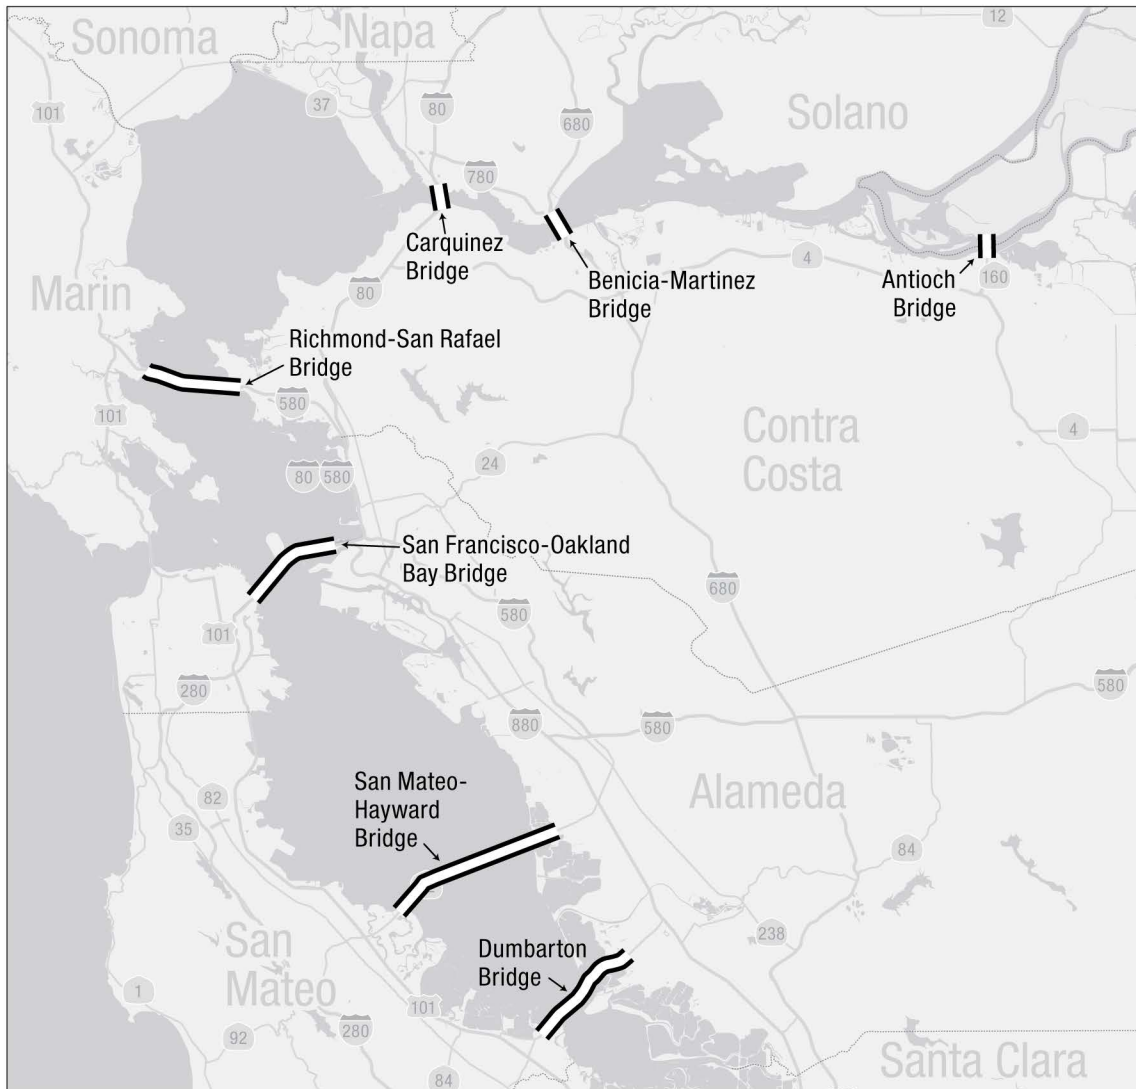 Sonoma
Napa
12
101
37
80
680
Solano
780
Carquinez
Bridge
Benicia-Martinez
Bridge
4
Antioch
Bridge
160
Marin
80
Richmond-San Rafael
Bridge
101
580
Contra
Costa
4
24
80
580
San Francisco-Oakland
Bay Bridge
680
580
101
280
580
880
580
San Mateo-
Hayward
Bridge
Alameda
82
35
84
238
San
Mateo
Dumbarton
Bridge
1
101
92
280
84
Santa Clara